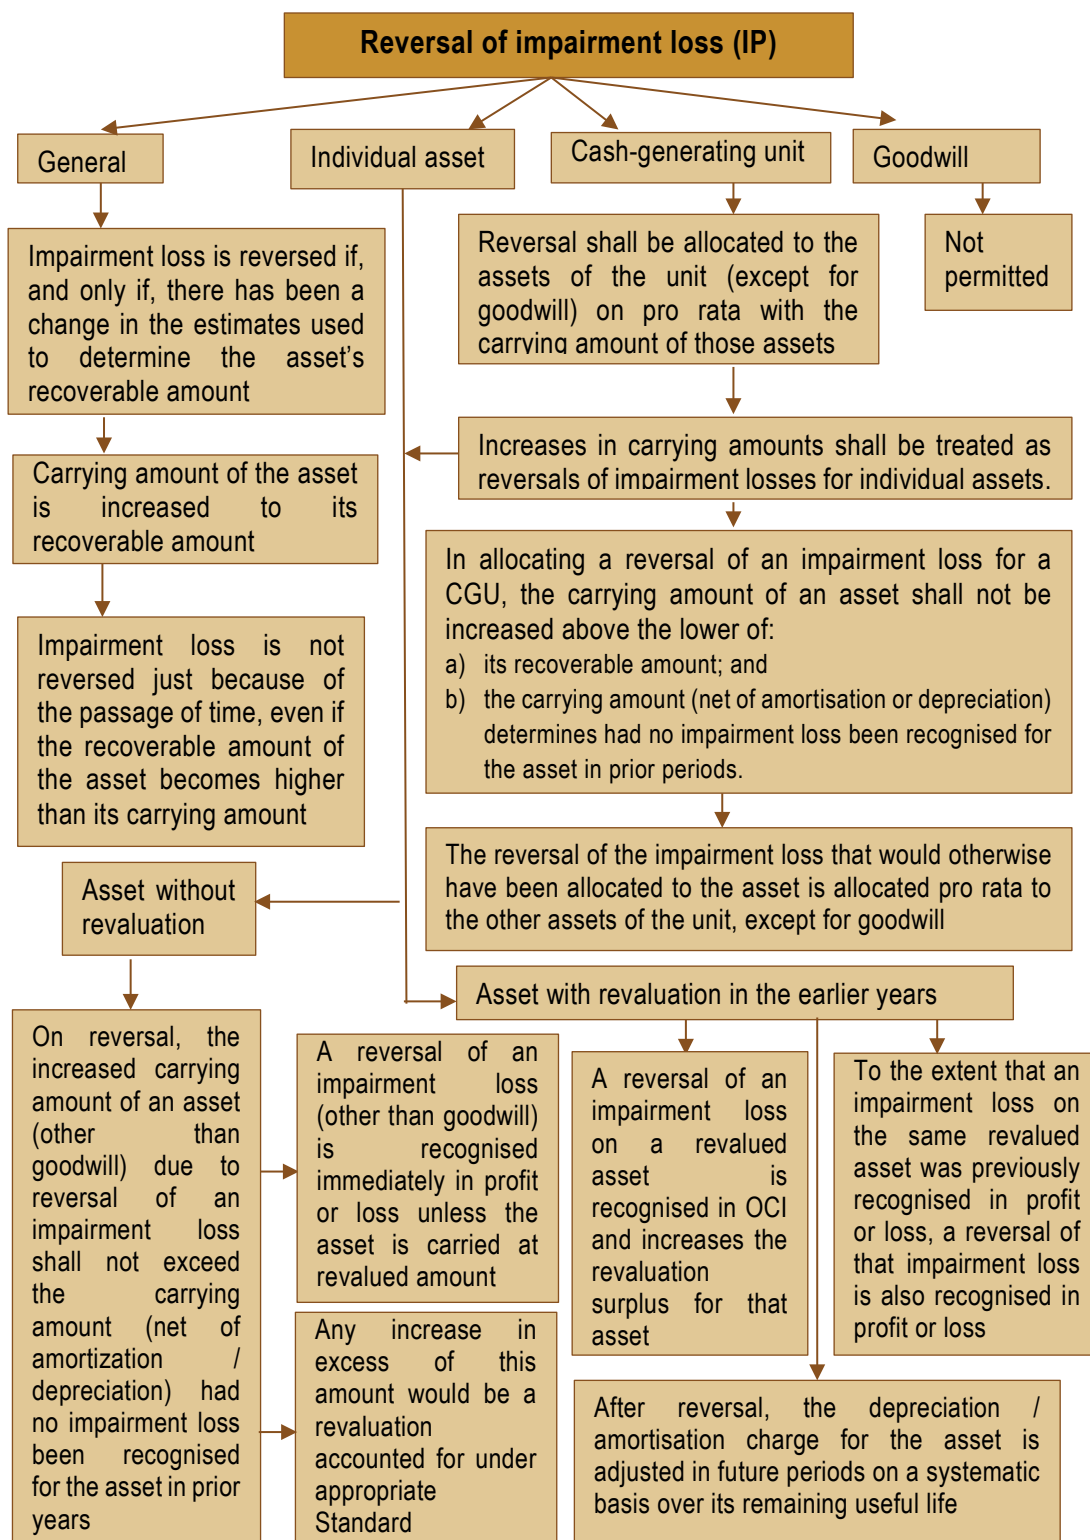 Reversal of impairment loss (IP)
General
Individual asset
Cash-generating unit
Goodwill
Impairment loss is reversed if,
and only if, there has been a
change in the estimates used
to determine the asset's
recoverable amount
Reversal shall be allocated to the
assets of the unit (except for
goodwill) on pro rata with the
carrying amount of those assets
Not
permitted
Increases in carrying amounts shall be treated as
reversals of impairment losses for individual assets.
Carrying amount of the asset
is increased to its
recoverable amount
In allocating a reversal of an impairment loss for a
CGU, the carrying amount of an asset shall not be
increased above the lower of:
a) its recoverable amount; and
b) the carrying amount (net of amortisation or depreciation)
determines had no impairment loss been recognised for
the asset in prior periods.
Impairment loss is not
reversed just because of
the passage of time, even if
the recoverable amount of
the asset becomes higher
than its carrying amount
The reversal of the impairment loss that would otherwise
have been allocated to the asset is allocated pro rata to
the other assets of the unit, except for goodwill
Asset without
revaluation
Asset with revaluation in the earlier years
On reversal, the
increased carrying
amount of an asset
(other than
goodwill) due to
reversal of an
impairment loss
shall not exceed
the carrying
amount (net of
amortization /
depreciation) had
no impairment loss
been recognised
for the asset in prior
years
A reversal of an
impairment loss
(other than goodwill)
is recognised
immediately in profit
or loss unless the
asset is carried at
revalued amount
Any increase in
excess of this
amount would be a
revaluation
accounted for under
appropriate
Standard
A reversal of an
impairment loss
on a revalued
asset is
recognised in OCI
and increases the
revaluation
surplus for that
asset
To the extent that an
impairment loss on
the same revalued
asset was previously
recognised in profit
or loss, a reversal of
that impairment loss
is also recognised in
profit or loss
After reversal, the depreciation /
amortisation charge for the asset is
adjusted in future periods on a systematic
basis over its remaining useful life